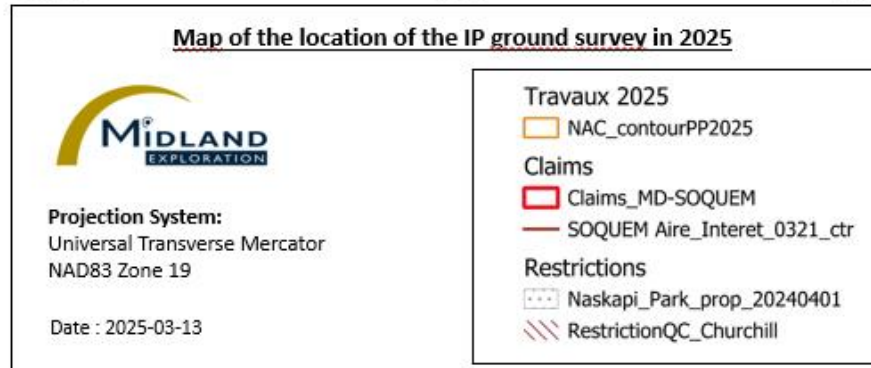 Map of the location of the IP ground survey in 2025
MIDLAND
EXPLORATION
Projection System:
Universal Transverse Mercator
NAD83 Zone 19
Date : 2025-03-13
Travaux 2025
NAC_contourPP2025
Claims
Claims_MD-SOQUEM
SOQUEM Aire_Interet_0321_ctr
Restrictions
Naskapi_Park_prop_20240401
RestrictionQC_Churchill